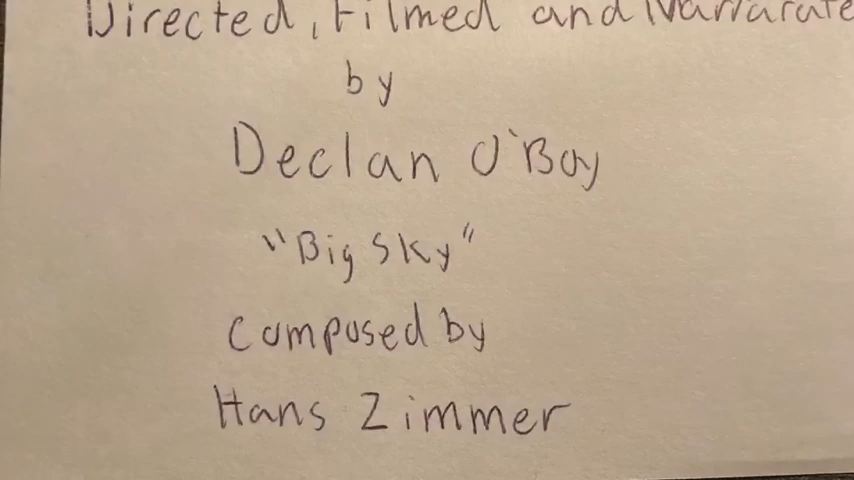 Directed, Filmed and Narrarate
by
Declan O'Boy
"Big Sky"
composed by
Hans Zimmer